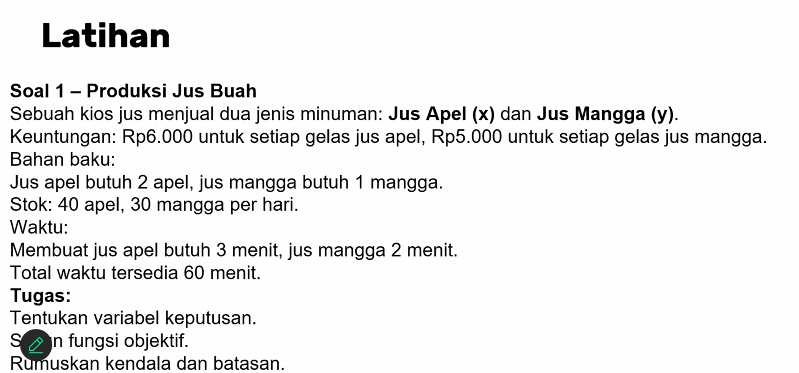 Latihan
Soal 1 – Produksi Jus Buah
Sebuah kios jus menjual dua jenis minuman: Jus Apel (x) dan Jus Mangga (y).
Keuntungan: Rp6.000 untuk setiap gelas jus apel, Rp5.000 untuk setiap gelas jus mangga.
Bahan baku:
Jus apel butuh 2 apel, jus mangga butuh 1 mangga.
Stok: 40 apel, 30 mangga per hari.
Waktu:
Membuat jus apel butuh 3 menit, jus mangga 2 menit.
Total waktu tersedia 60 menit.
Tugas:
Tentukan variabel keputusan.
fungsi objektif.
Rumuskan kendala dan batasan.